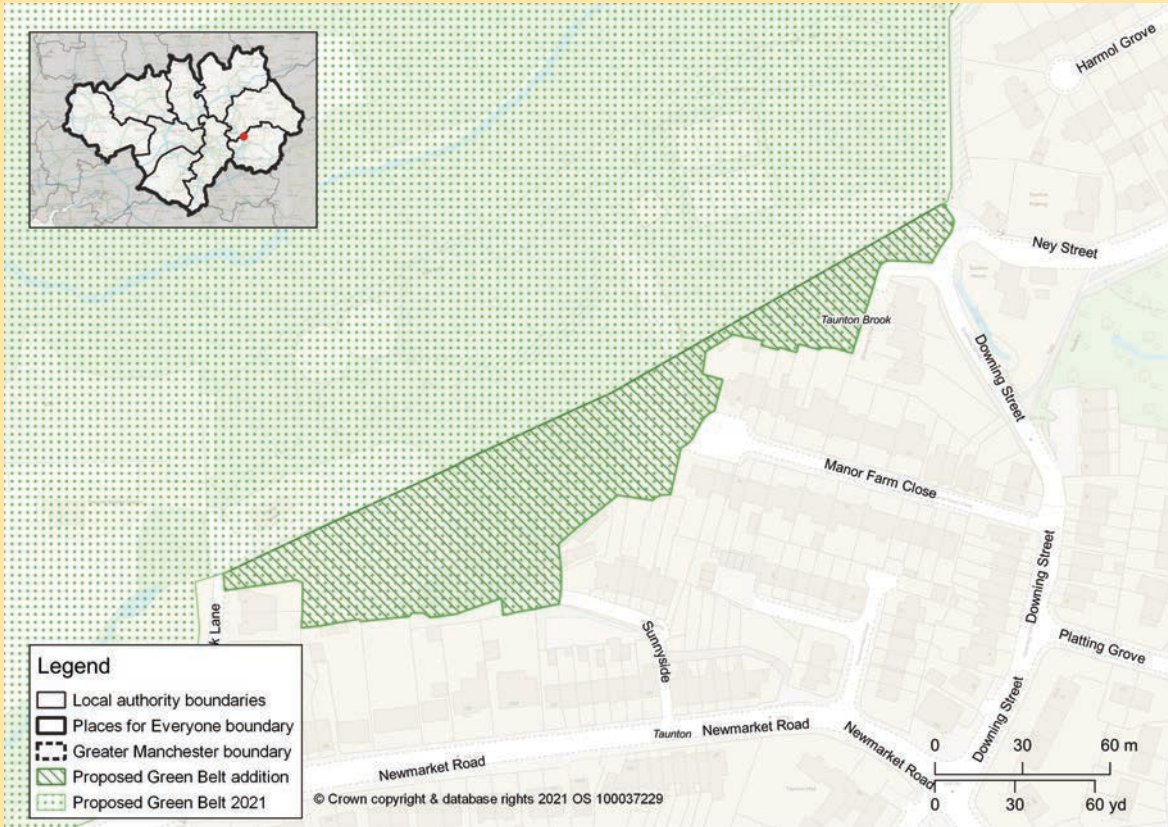 Harmol Grove
Ney Street
Taunton Brook
Downing Street
Manor Farm Close
Downing Street
k Lane
Sunnyside
Platting Grove
Downing Street
Taunton
Newmarket Road
Newmarket Road
Newmarket Road
Legend
Local authority boundaries
Places for Everyone boundary
Greater Manchester boundary
Proposed Green Belt addition
Proposed Green Belt 2021
© Crown copyright & database rights 2021 OS 100037229
0 30 60 m
0 30 60 yd